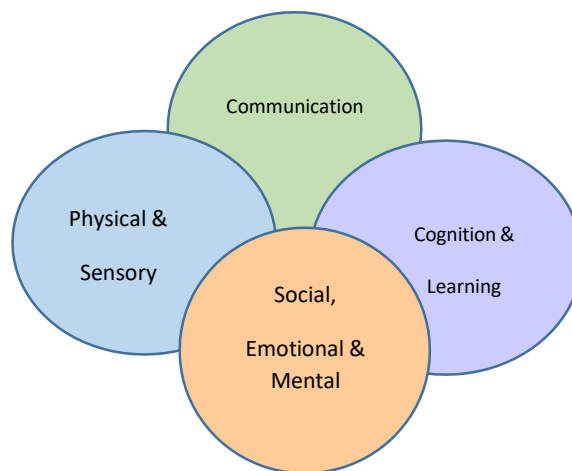 Communication
Physical &
Sensory
Cognition &
Learning
Social,
Emotional &
Mental